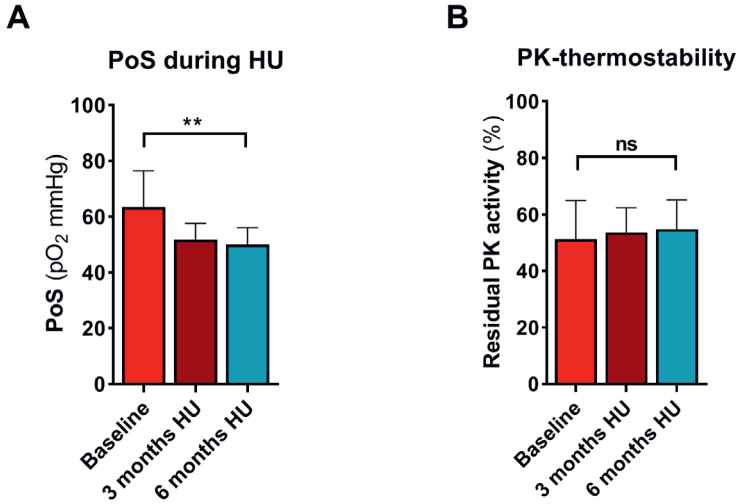 A
PoS during HU
PoS (pO2 mmHg)
100
80
60
40
20
0
**
Baseline
3 months HU
6 months HU
B
PK-thermostability
Residual PK activity (%)
100
80
60
40
20
0
ns
Baseline
3 months HU
6 months HU